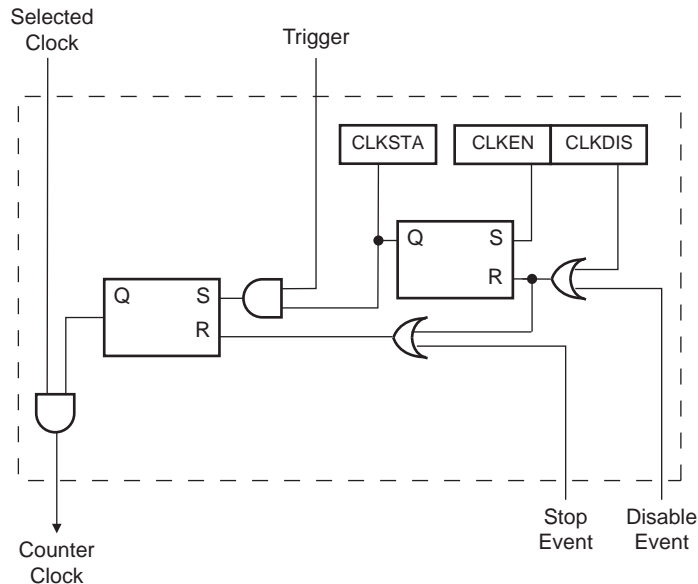 Selected
Clock
Trigger
CLKSTA
CLKEN
CLKDIS
Q
S
R
Q
S
R
Stop
Event
Disable
Event
Counter
Clock